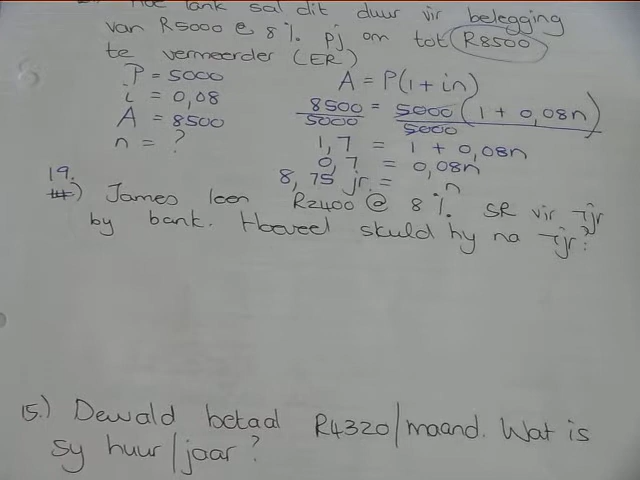 hoe lank sal dit duur vir belegging
van R5000 @ 8% pj om tot R8500
te vermeerder (ER)
P = 5000
A = P(1 + in)
i = 0,08
8500/5000 = 5000/5000 (1 + 0,08n)
A = 8500
1,7 = 1 + 0,08n
n = ?
0,7 = 0,08n
8,75 jr. = n
19.
James leen R2400 @ 8% SR vir 7jr
by bank. Hoeveel skuld hy na 7jr?
15.) Dewald betaal R4320/maand. Wat is
sy huur/jaar?